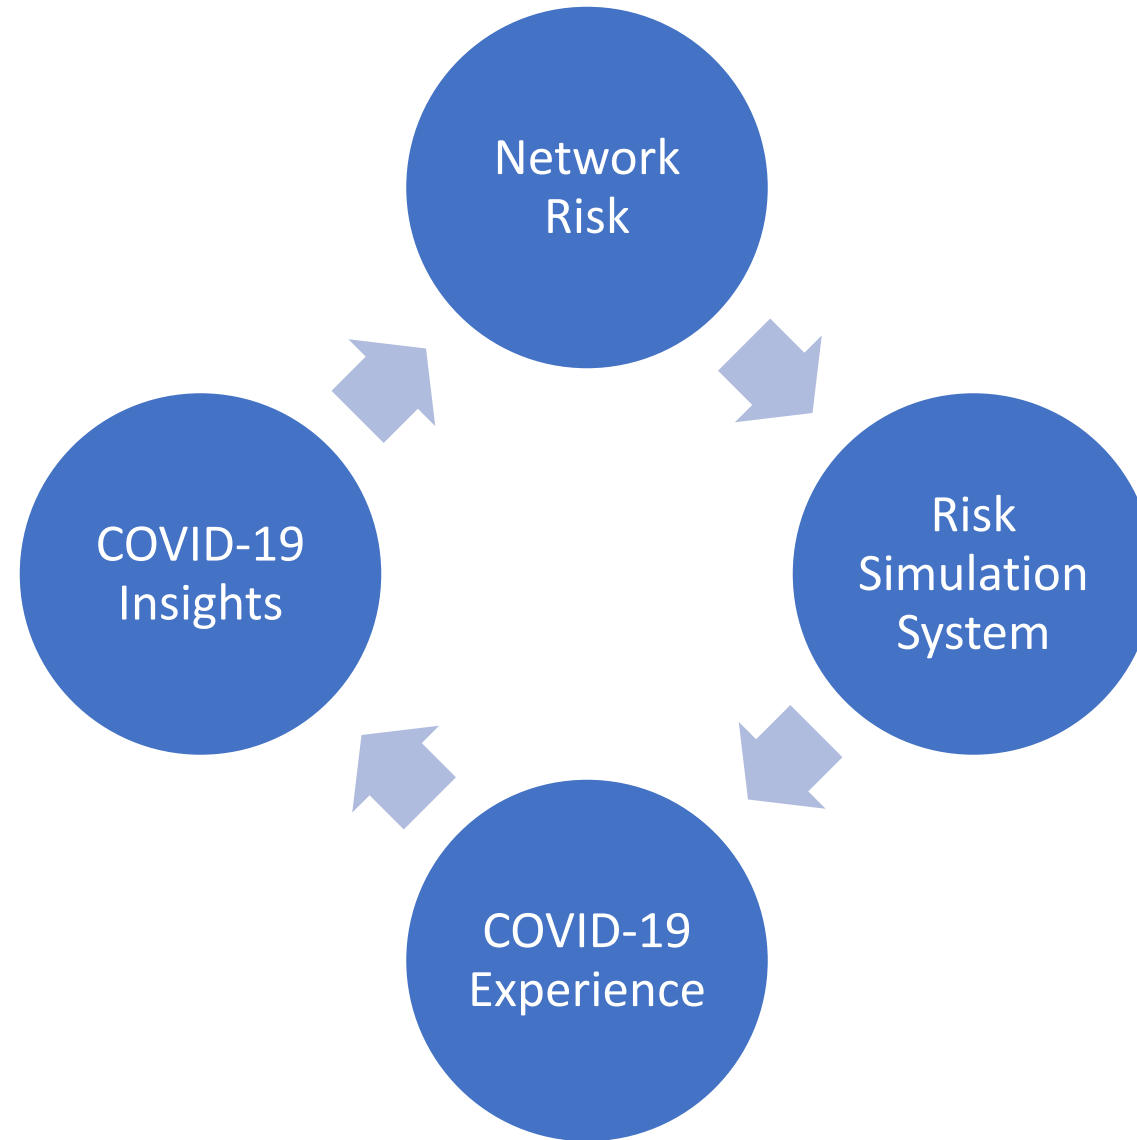 Network
Risk
Risk
Simulation
System
COVID-19
Experience
COVID-19
Insights